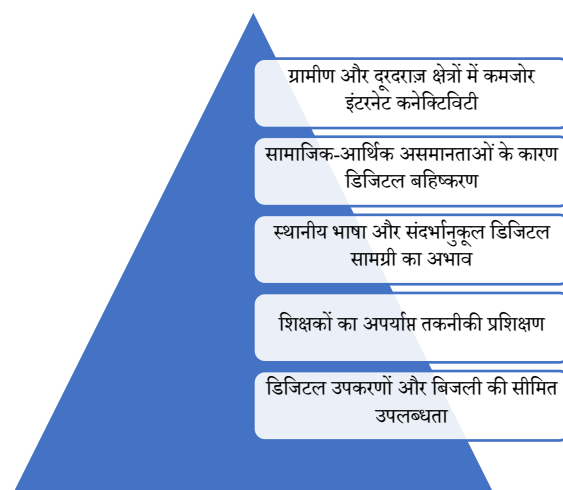 ग्रामीण और दूरदराज़ क्षेत्रों में कमजोर
इंटरनेट कनेक्टिविटी
सामाजिक-आर्थिक असमानताओं के कारण
डिजिटल बहिष्करण
स्थानीय भाषा और संदर्भानुकूल डिजिटल
सामग्री का अभाव
शिक्षकों का अपर्याप्त तकनीकी प्रशिक्षण
डिजिटल उपकरणों और बिजली की सीमित
उपलब्धता